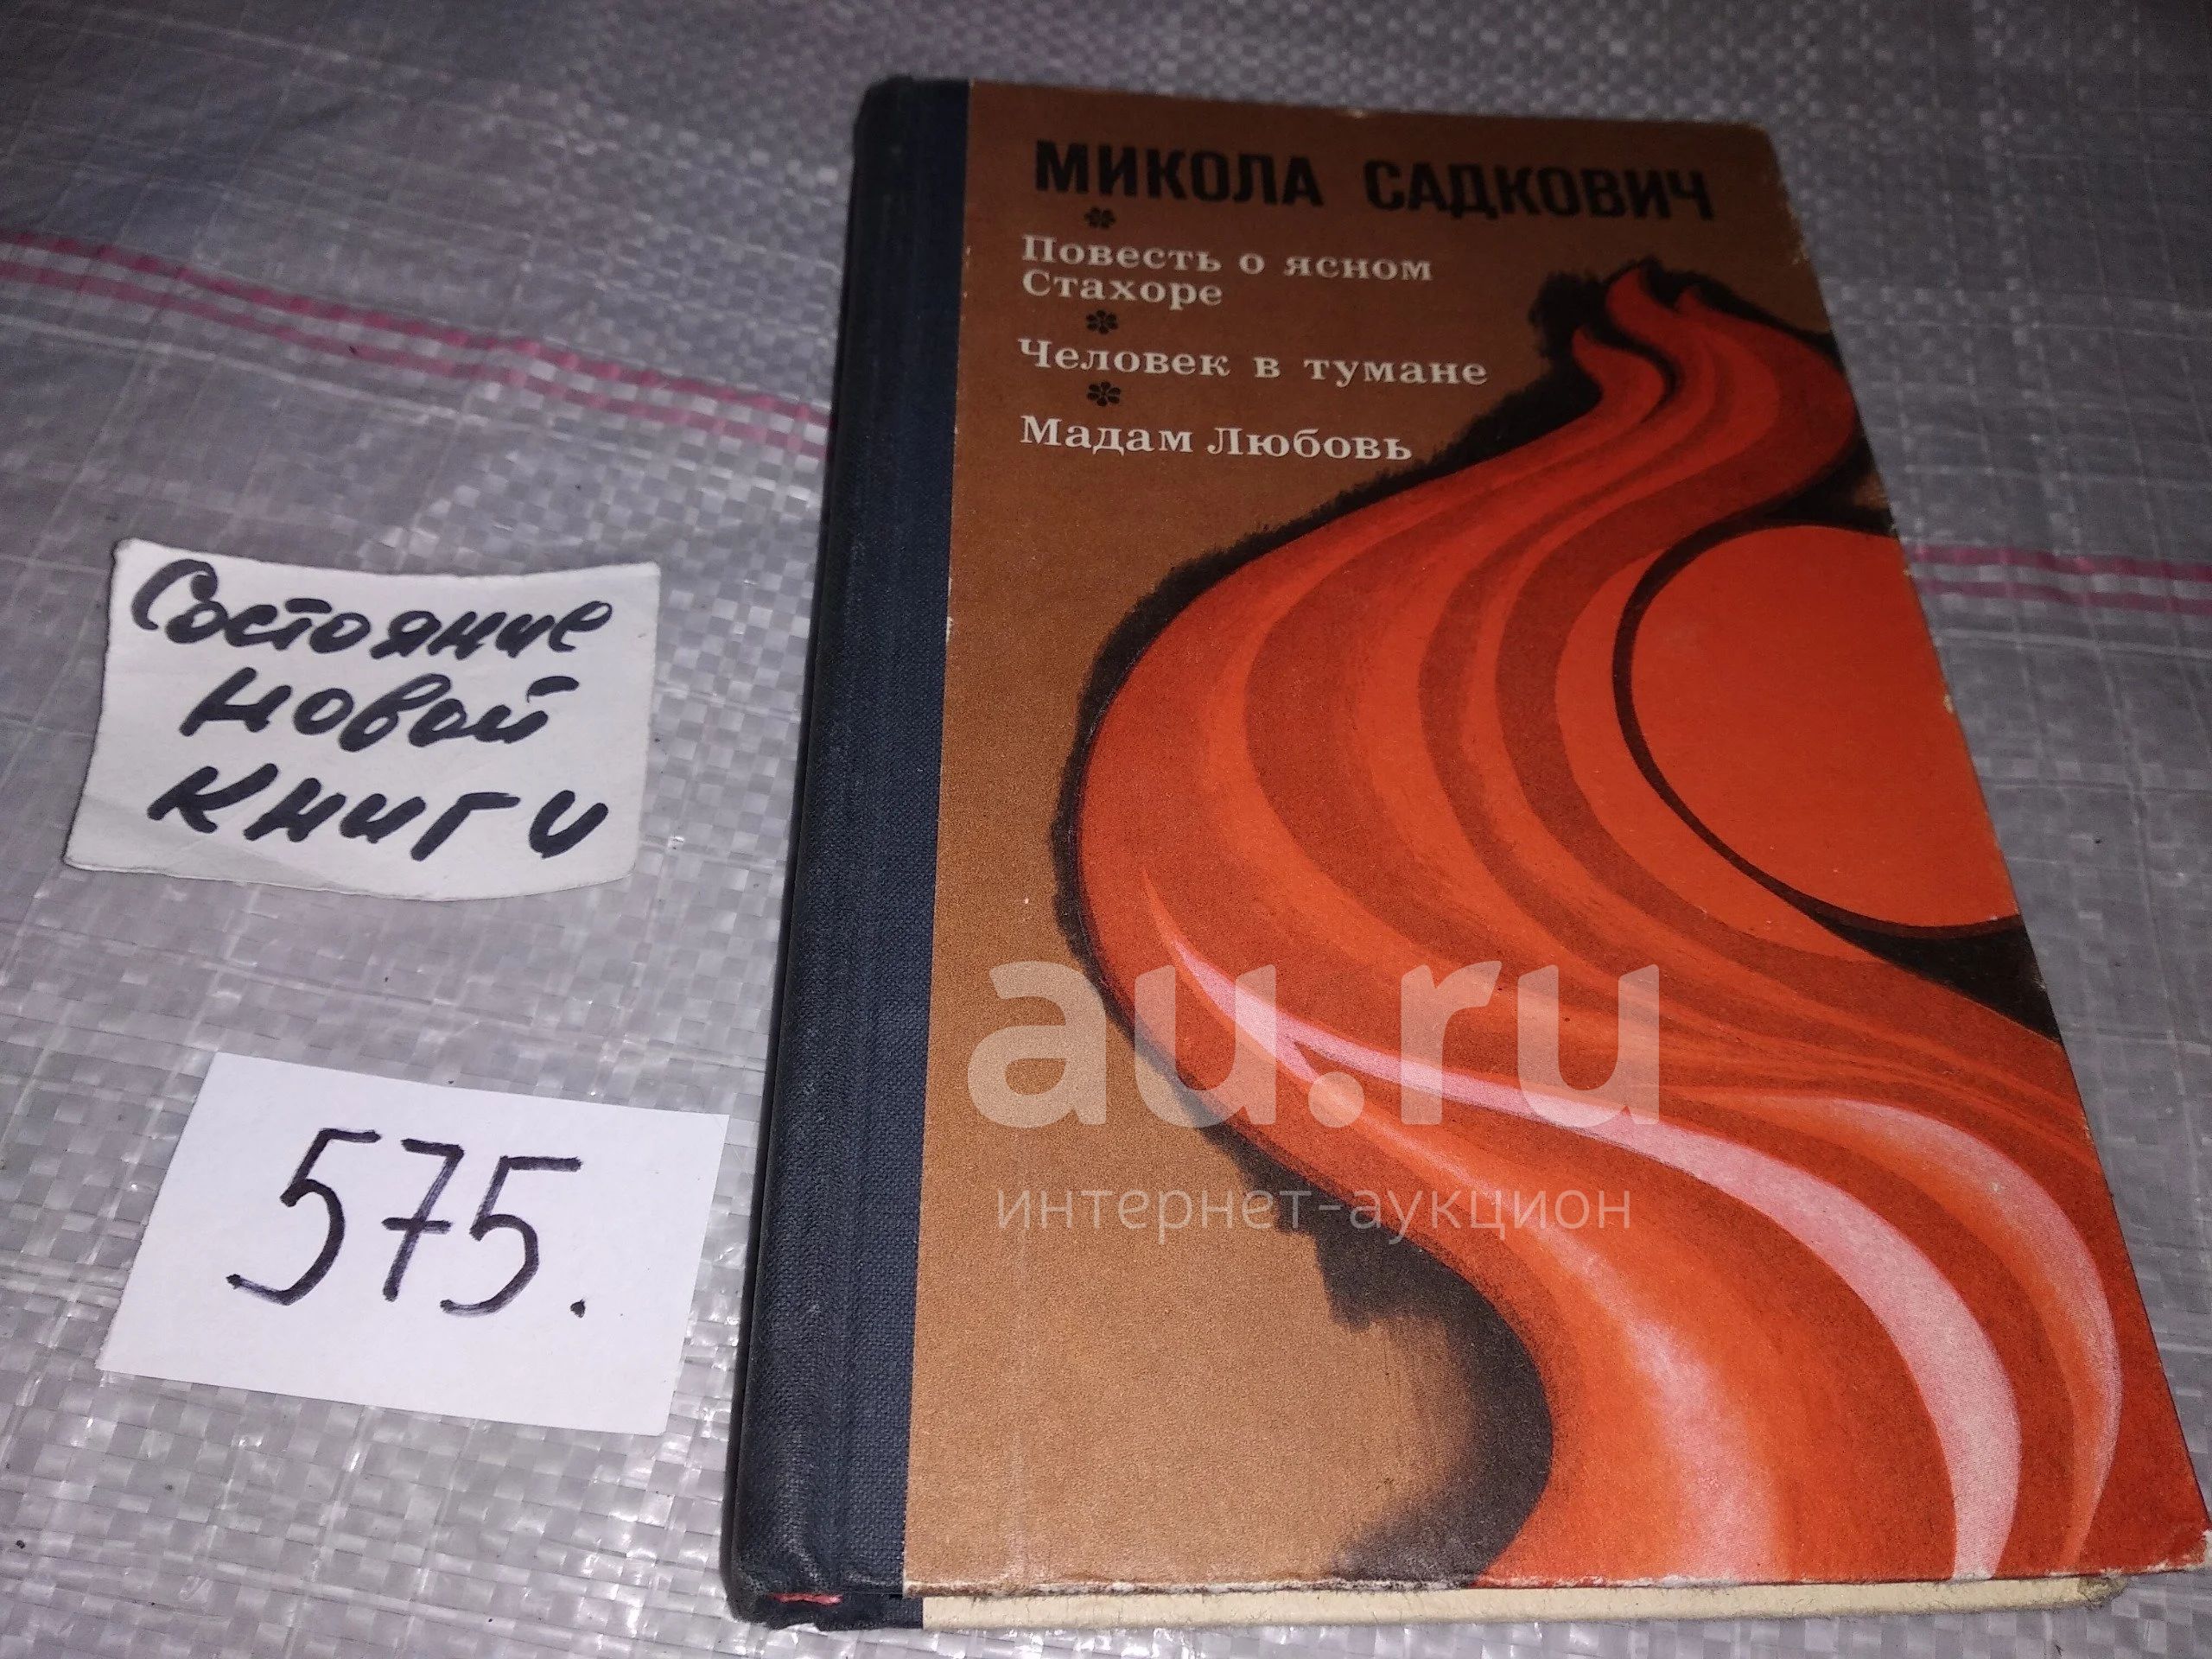 МИКОЛА САДКОВИЧ
Повесть о ясном
Стахоре
Человек в тумане
Мадам Любовь
Состояние
новой
книги
575.
au.ru
интернет-аукцион